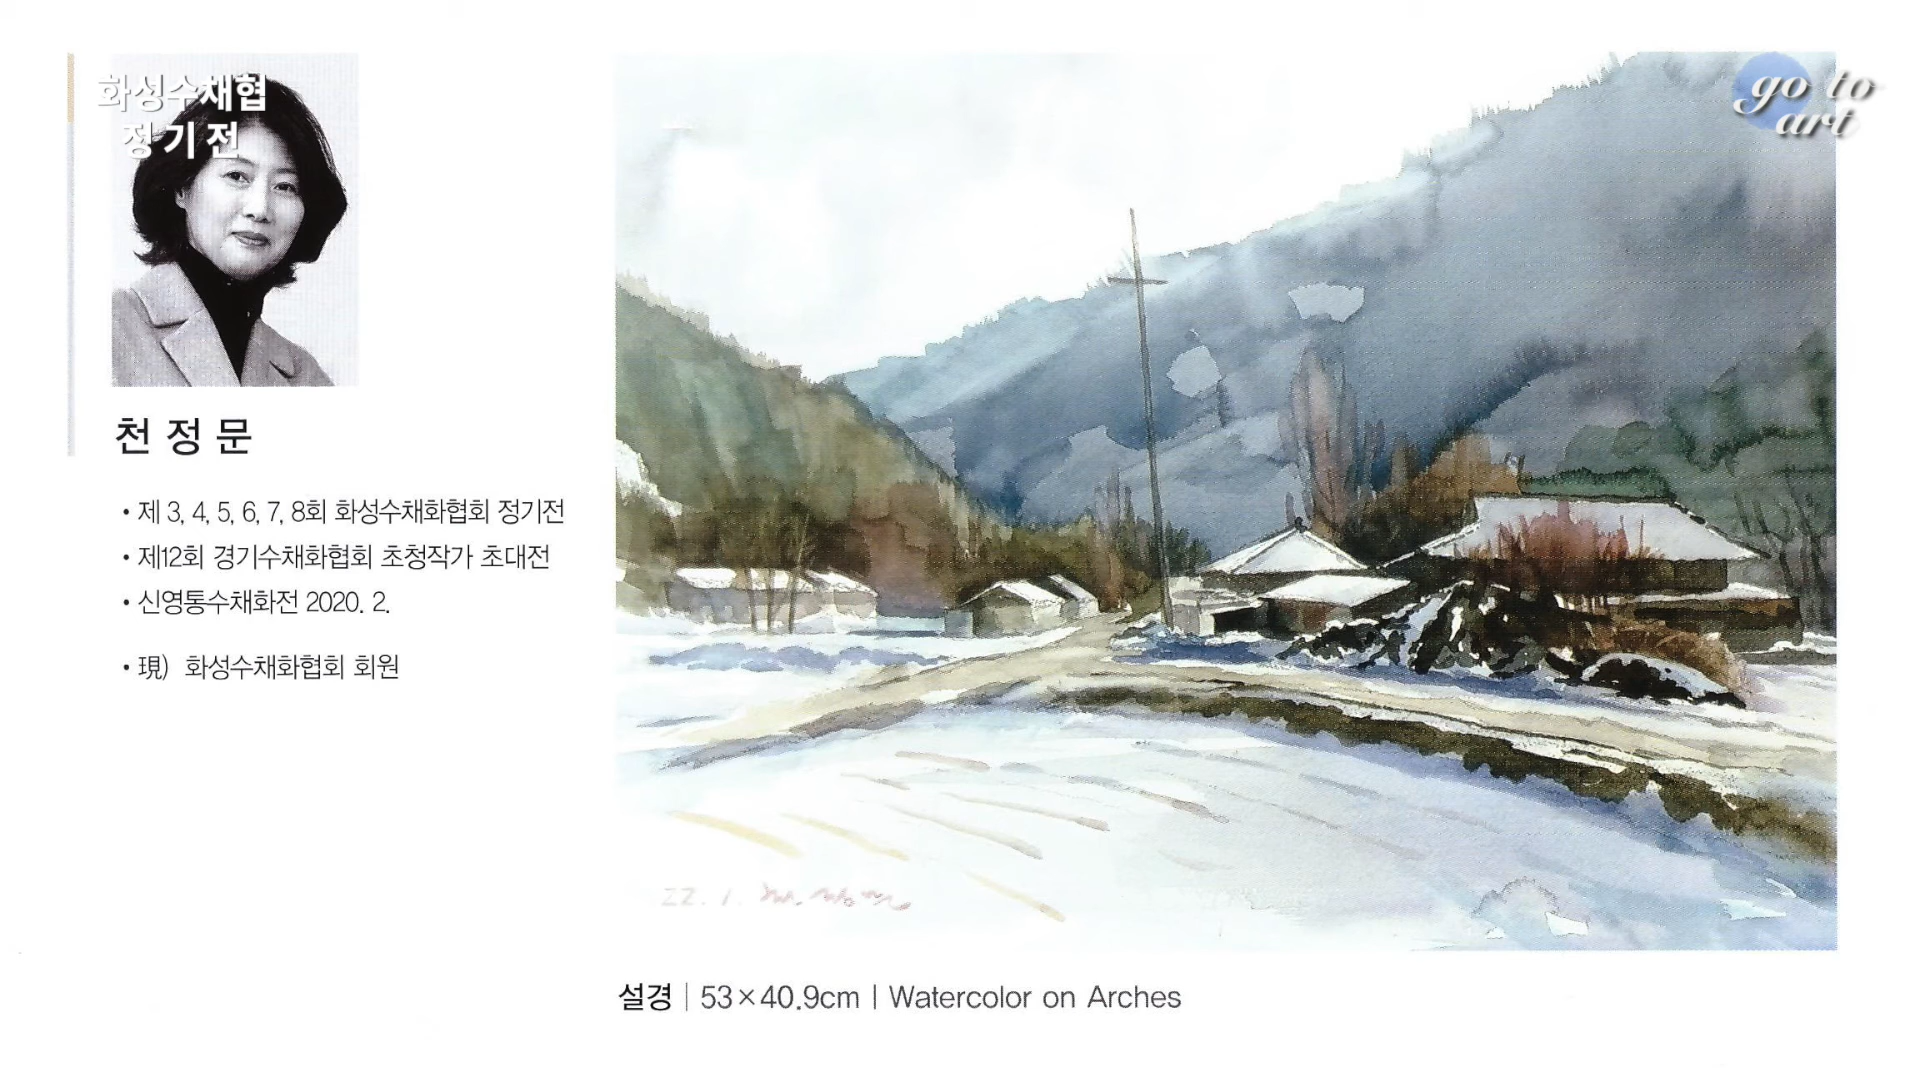 화성수채협
정기전
go to
art
천정문
• 제 3, 4, 5, 6, 7, 8회 화성수채화협회 정기전
• 제12회 경기수채화협회 초청작가 초대전
• 신영통수채화전 2020. 2.
• 現) 화성수채화협회 회원
22. 1.
설경 | 53×40.9cm | Watercolor on Arches